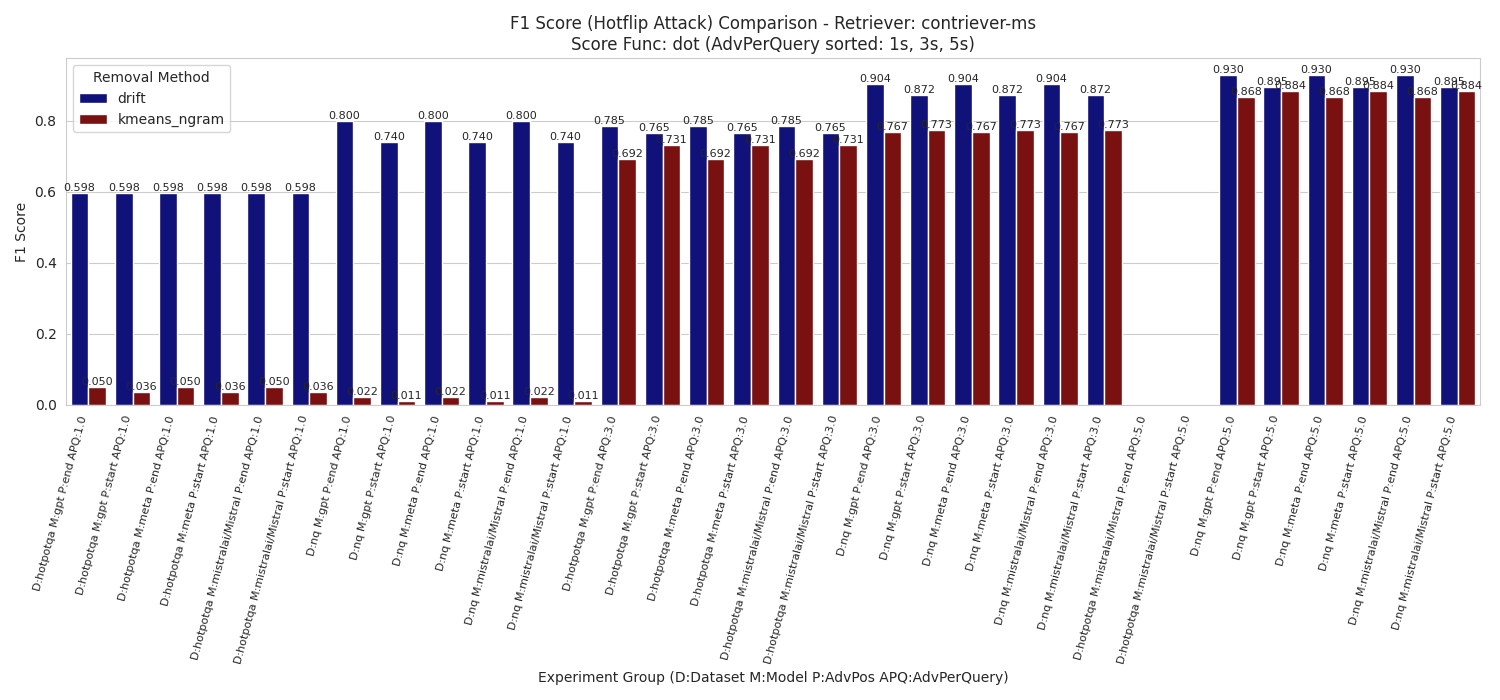 F1 Score (Hotflip Attack) Comparison - Retriever: contriever-ms
Score Func: dot (AdvPerQuery sorted: 1s, 3s, 5s)
Removal Method
drift
kmeans_ngram
F1 Score
0.8
0.6
0.4
0.2
0.0
0.598 0.598 0.598 0.598 0.598 0.598 0.800 0.740 0.800 0.740 0.800 0.740 0.785 0.765 0.785 0.765 0.785 0.765 0.904 0.872 0.904 0.872 0.904 0.872 0.930 0.895 0.930 0.895 0.930 0.895
0.050 0.036 0.050 0.036 0.050 0.036 0.022 0.011 0.022 0.011 0.022 0.011 0.692 0.731 0.692 0.731 0.692 0.731 0.767 0.773 0.767 0.773 0.767 0.773 0.868 0.884 0.868 0.884 0.868 0.884
D:hotpotqa M:gpt P:end APQ:1.0
D:hotpotqa M:gpt P:start APQ:1.0
D:hotpotqa M:meta P:end APQ:1.0
D:hotpotqa M:meta P:start APQ:1.0
D:hotpotqa M:mistralai/Mistral P:end APQ:1.0
D:hotpotqa M:mistralai/Mistral P:start APQ:1.0
D:nq M:gpt P:end APQ:1.0
D:nq M:gpt P:start APQ:1.0
D:nq M:meta P:end APQ:1.0
D:nq M:meta P:start APQ:1.0
D:nq M:mistralai/Mistral P:end APQ:1.0
D:nq M:mistralai/Mistral P:start APQ:1.0
D:hotpotqa M:gpt P:end APQ:3.0
D:hotpotqa M:gpt P:start APQ:3.0
D:hotpotqa M:meta P:end APQ:3.0
D:hotpotqa M:meta P:start APQ:3.0
D:hotpotqa M:mistralai/Mistral P:end APQ:3.0
D:hotpotqa M:mistralai/Mistral P:start APQ:3.0
D:nq M:gpt P:end APQ:3.0
D:nq M:gpt P:start APQ:3.0
D:nq M:meta P:end APQ:3.0
D:nq M:meta P:start APQ:3.0
D:nq M:mistralai/Mistral P:end APQ:3.0
D:nq M:mistralai/Mistral P:start APQ:3.0
D:hotpotqa M:mistralai/Mistral P:end APQ:5.0
D:hotpotqa M:mistralai/Mistral P:start APQ:5.0
D:nq M:gpt P:end APQ:5.0
D:nq M:gpt P:start APQ:5.0
D:nq M:meta P:end APQ:5.0
D:nq M:meta P:start APQ:5.0
D:nq M:mistralai/Mistral P:end APQ:5.0
D:nq M:mistralai/Mistral P:start APQ:5.0
Experiment Group (D:Dataset M:Model P:AdvPos APQ:AdvPerQuery)